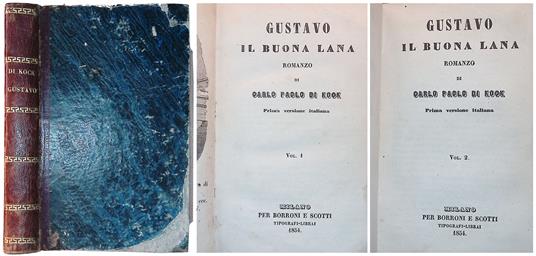 DI KOCK
GUSTAVO
GUSTAVO
IL BUONA LANA
ROMANZO
DI
CARLO PAOLO DI KOCK
Prima versione italiana
Vol. 1
MILANO
PER BORRONI E SCOTTI
TIPOGRAFI-LIBRAI
1854.
GUSTAVO
IL BUONA LANA
ROMANZO
DI
CARLO PAOLO DI KOCK
Prima versione italiana
Vol. 2.
MILANO
PER BORRONI E SCOTTI
TIPOGRAFI-LIBRAI
1854.